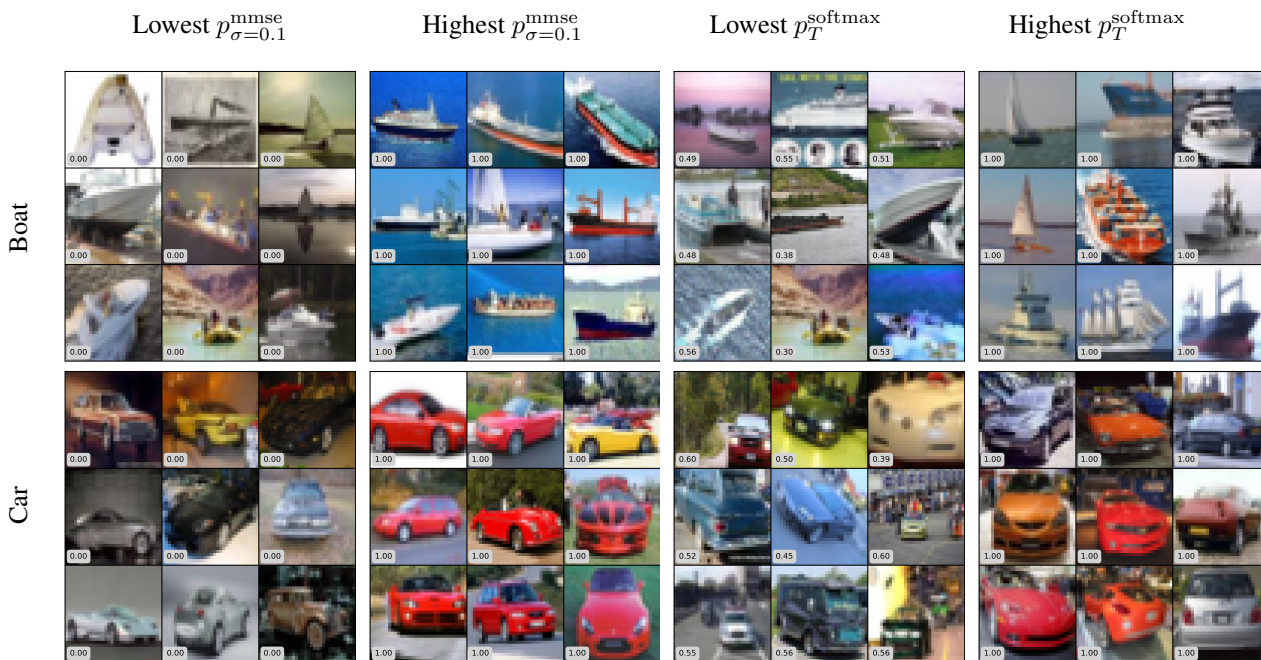 Lowest p_{σ=0.1}^{mmse} Highest p_{σ=0.1}^{mmse} Lowest p_T^{softmax} Highest p_T^{softmax}
Boat
0.00 0.00 0.00 1.00 1.00 1.00 0.49 0.55 0.51 1.00 1.00 1.00
0.00 0.00 0.00 1.00 1.00 1.00 0.48 0.38 0.48 1.00 1.00 1.00
0.00 0.00 0.00 1.00 1.00 1.00 0.56 0.30 0.53 1.00 1.00 1.00
Car
0.00 0.00 0.00 1.00 1.00 1.00 0.60 0.50 0.39 1.00 1.00 1.00
0.00 0.00 0.00 1.00 1.00 1.00 0.52 0.45 0.60 1.00 1.00 1.00
0.00 0.00 0.00 1.00 1.00 1.00 0.55 0.56 0.56 1.00 1.00 1.00